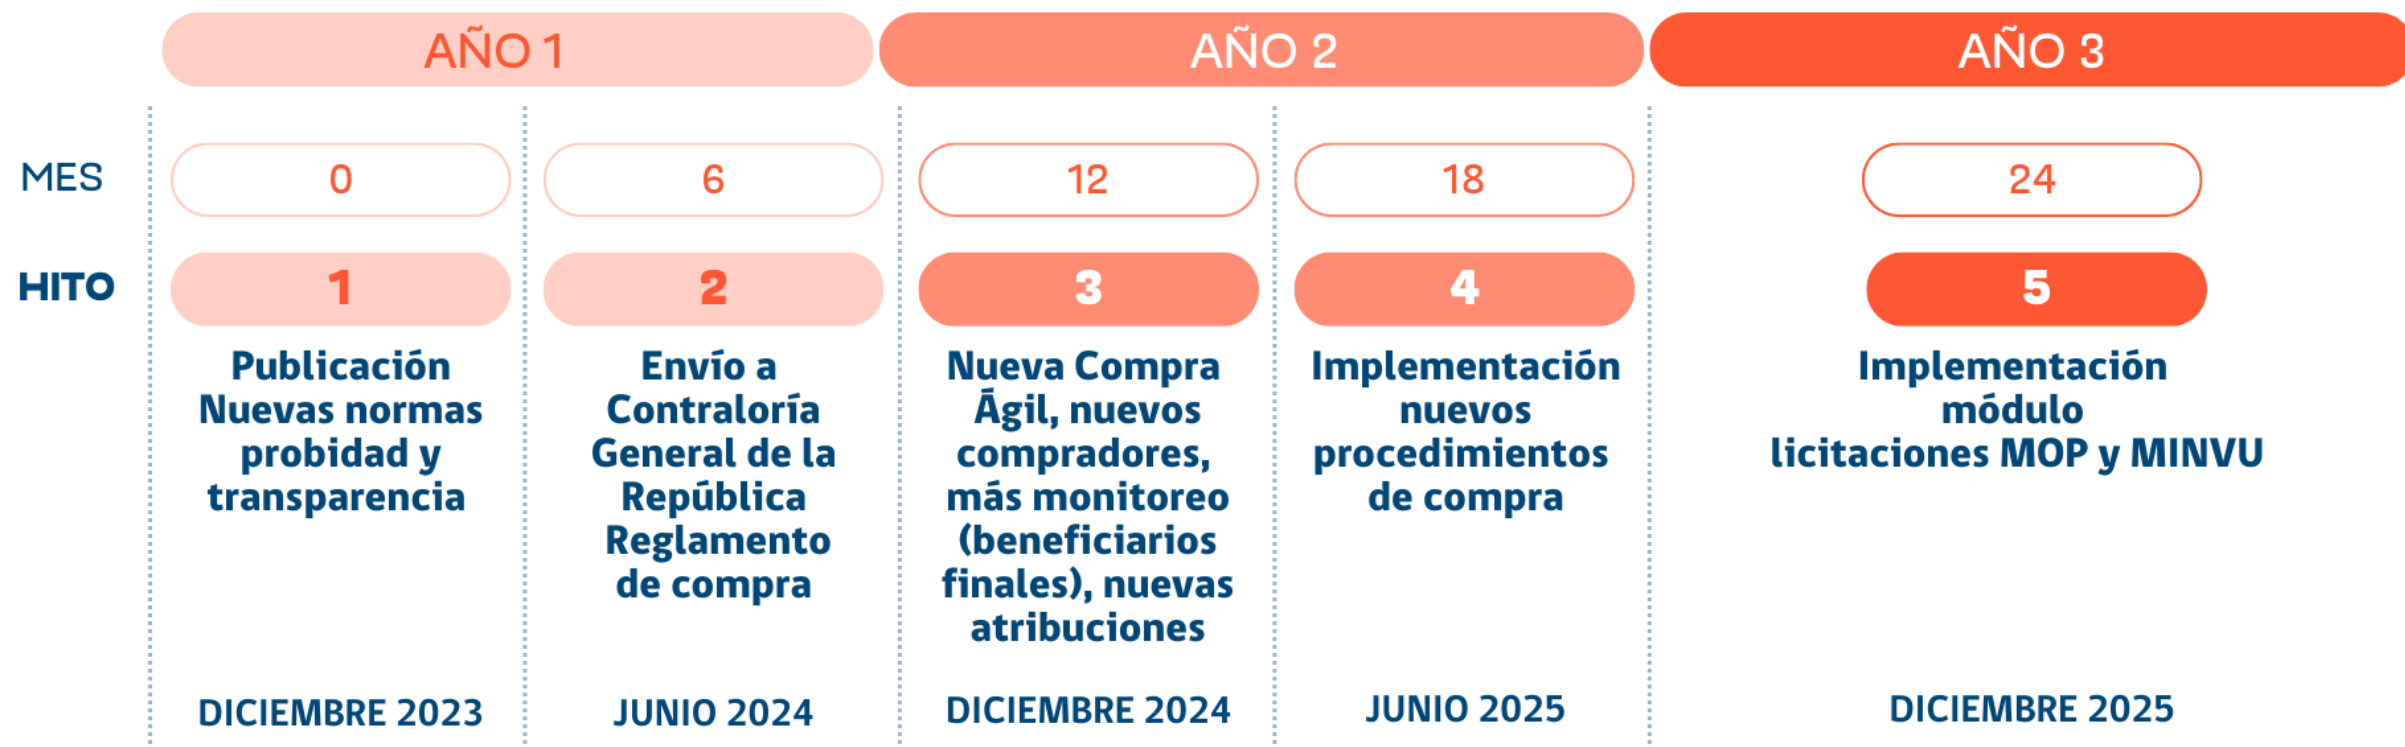 AÑO 1
AÑO 2
AÑO 3
MES
0
6
12
18
24
HITO
1
2
3
4
5
Publicación
Nuevas normas
probidad y
transparencia
DICIEMBRE 2023
Envío a
Contraloría
General de la
República
Reglamento
de compra
JUNIO 2024
Nueva Compra
Ágil, nuevos
compradores,
más monitoreo
(beneficiarios
finales), nuevas
atribuciones
DICIEMBRE 2024
Implementación
nuevos
procedimientos
de compra
JUNIO 2025
Implementación
módulo
licitaciones MOP y MINVU
DICIEMBRE 2025